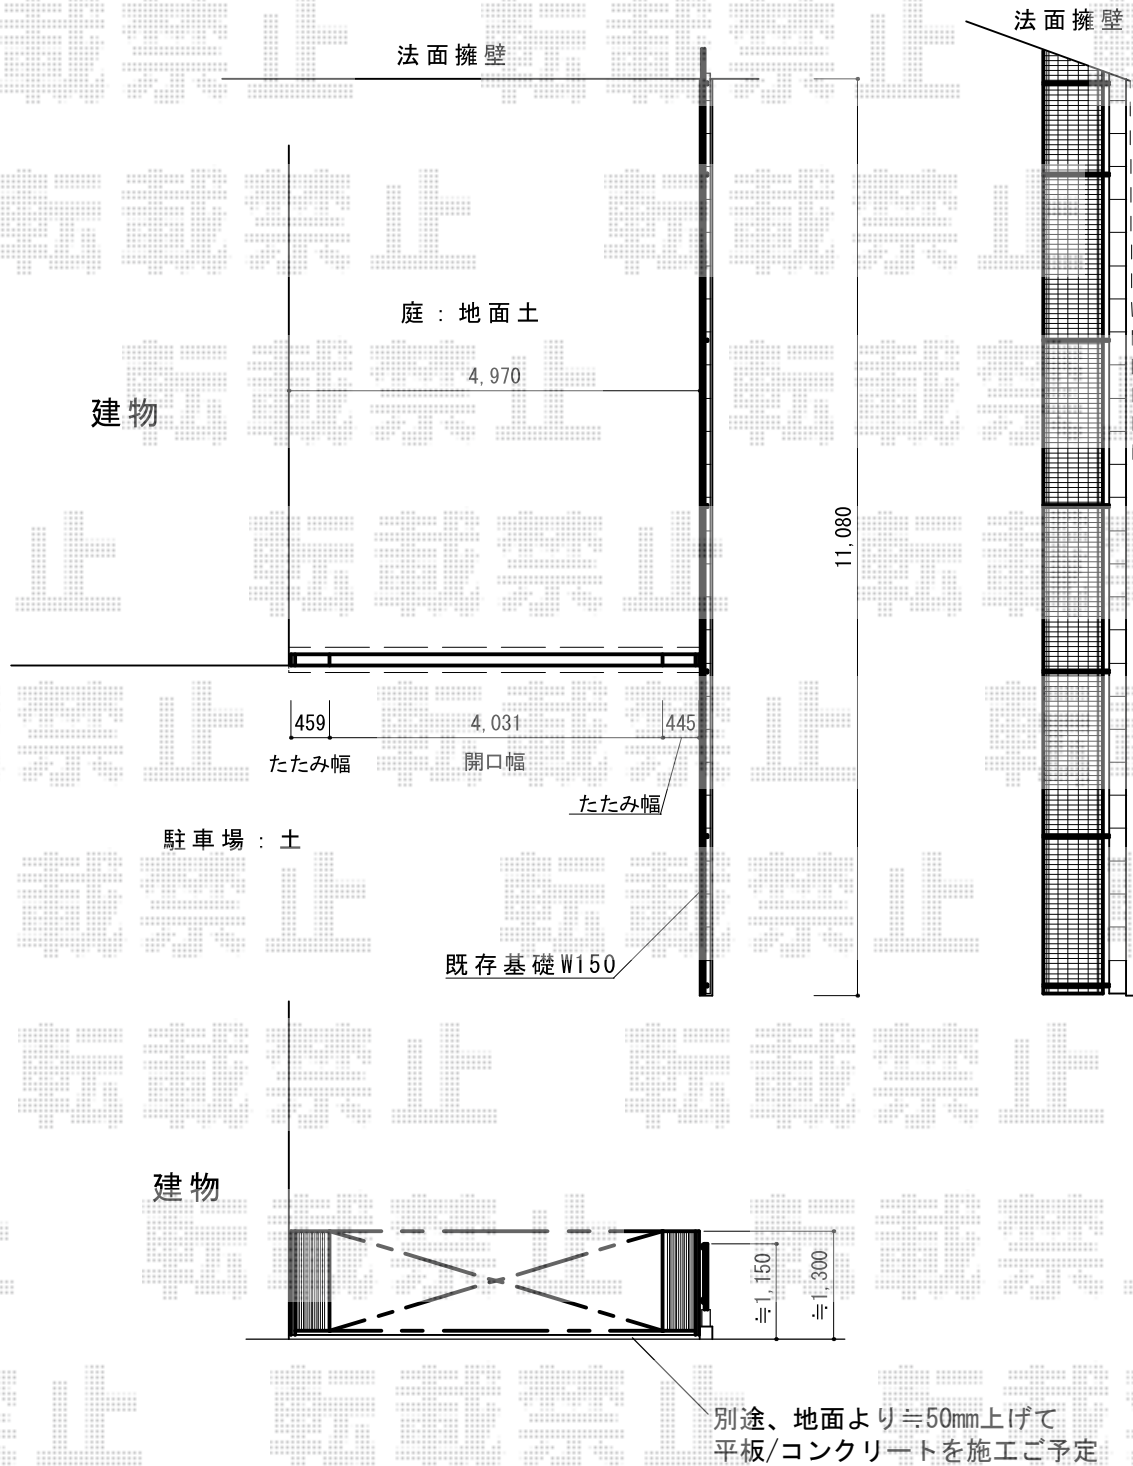 法面擁壁
法面擁壁
庭：地面土
4,970
建物
11,080
459
4,031
445
たたみ幅
開口幅
たたみ幅
駐車場：土
既存基礎W150
建物
≒1,150
≒1,300
別途、地面より≒50mm上げて
平板/コンクリートを施工ご予定
転載禁止